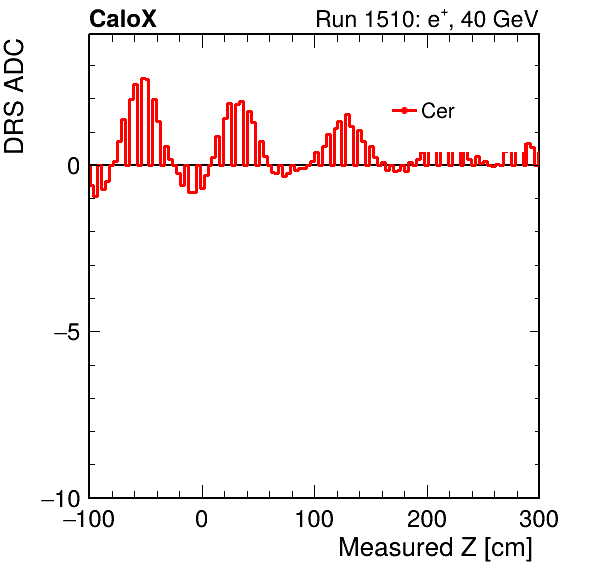 CaloX Run 1510: e⁺, 40 GeV
DRS ADC
Cer
0
−5
−10
−100 0 100 200 300
Measured Z [cm]